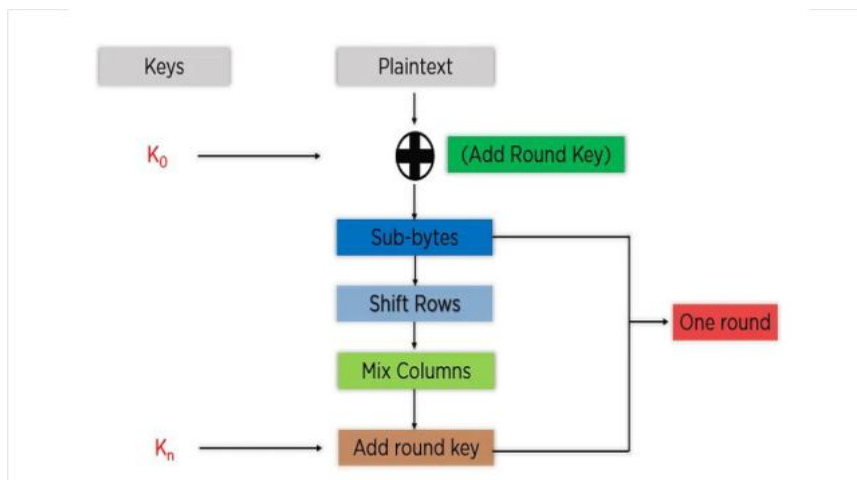 Keys
Plaintext
K₀
(Add Round Key)
Sub-bytes
Shift Rows
One round
Mix Columns
Kₙ
Add round key